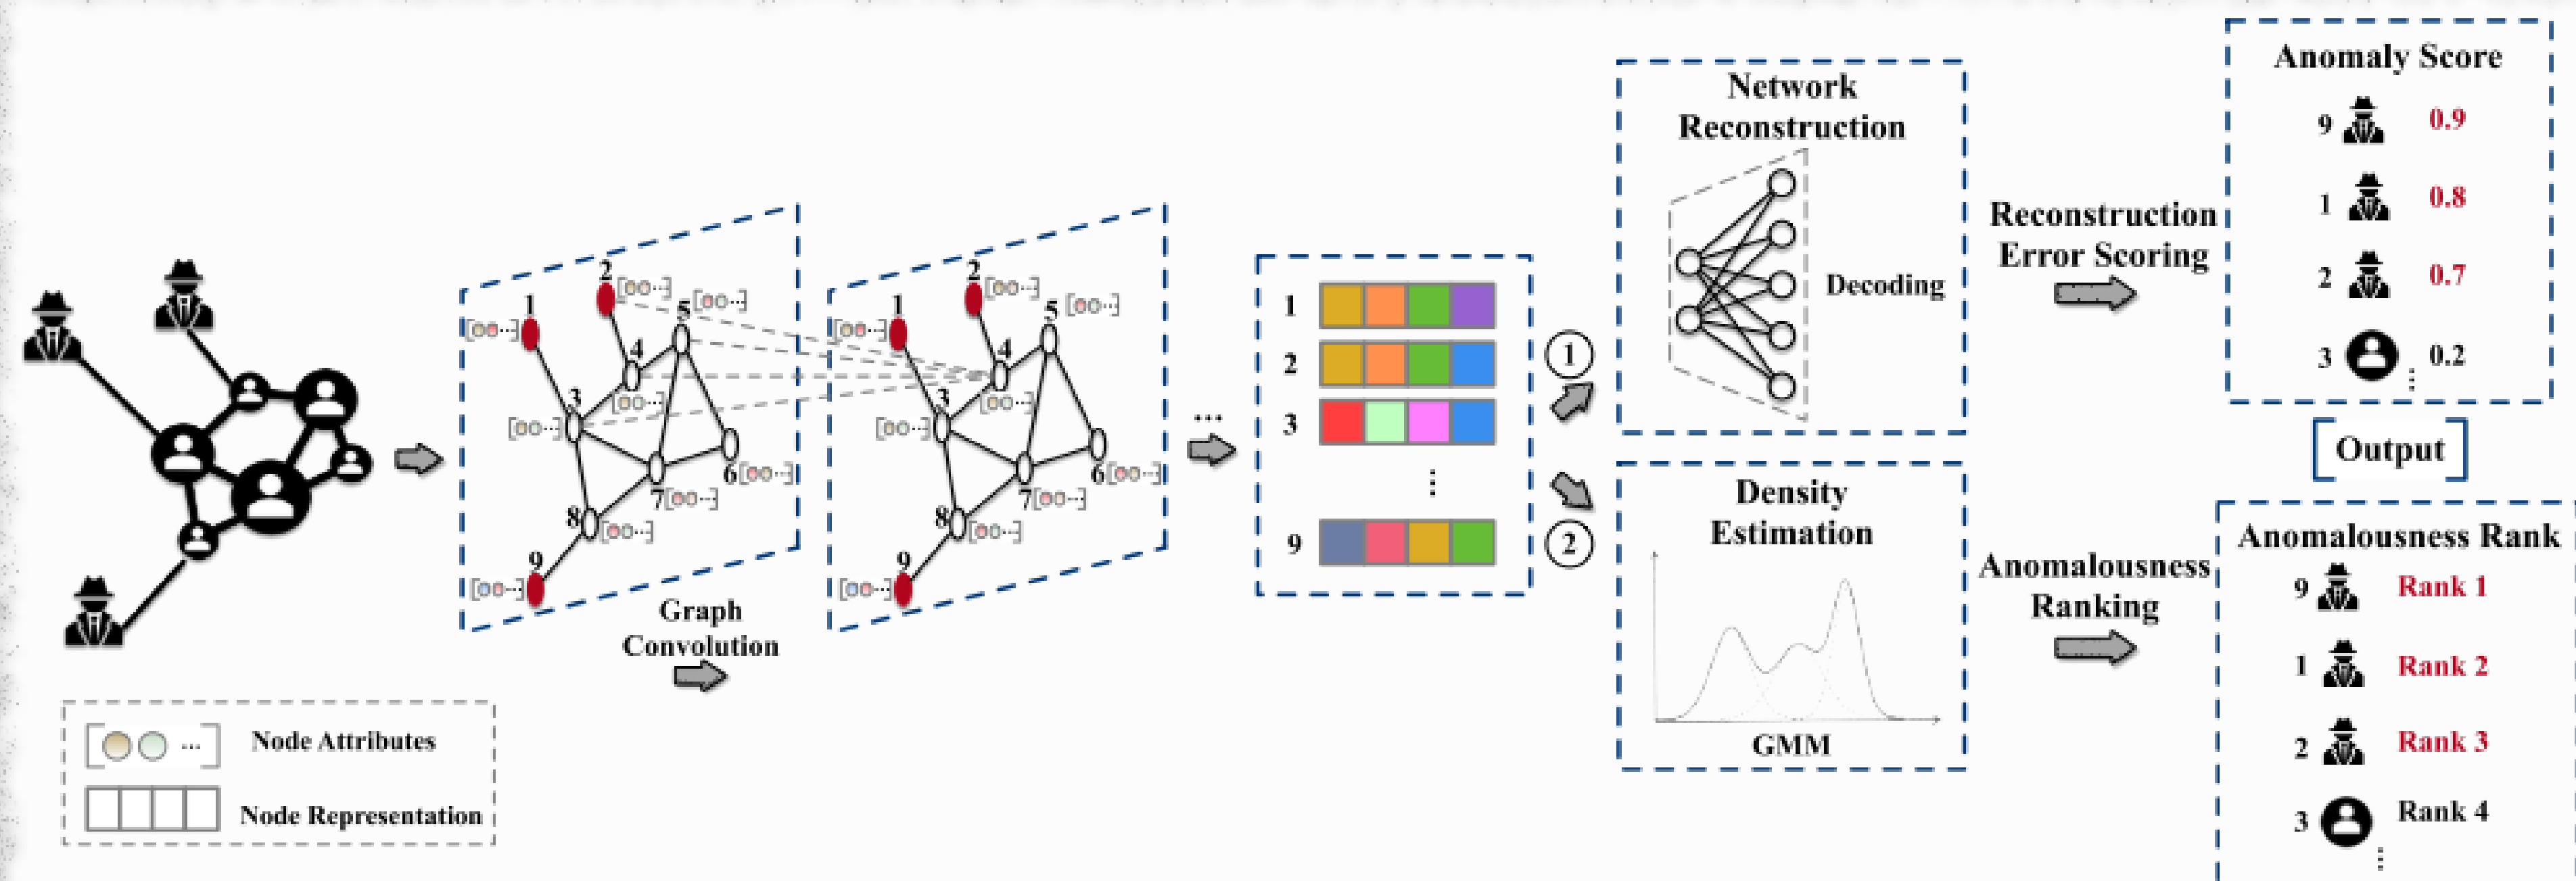 1
2
3
4
5
6
7
8
9
Graph
Convolution
1
2
3
4
5
6
7
8
9
...
1
2
3
9
1
2
Network
Reconstruction
Decoding
Density
Estimation
GMM
Reconstruction
Error Scoring
Anomalousness
Ranking
Anomaly Score
9 0.9
1 0.8
2 0.7
3 0.2
[Output]
Anomalousness Rank
9 Rank 1
1 Rank 2
2 Rank 3
3 Rank 4
[ ... ] Node Attributes
Node Representation